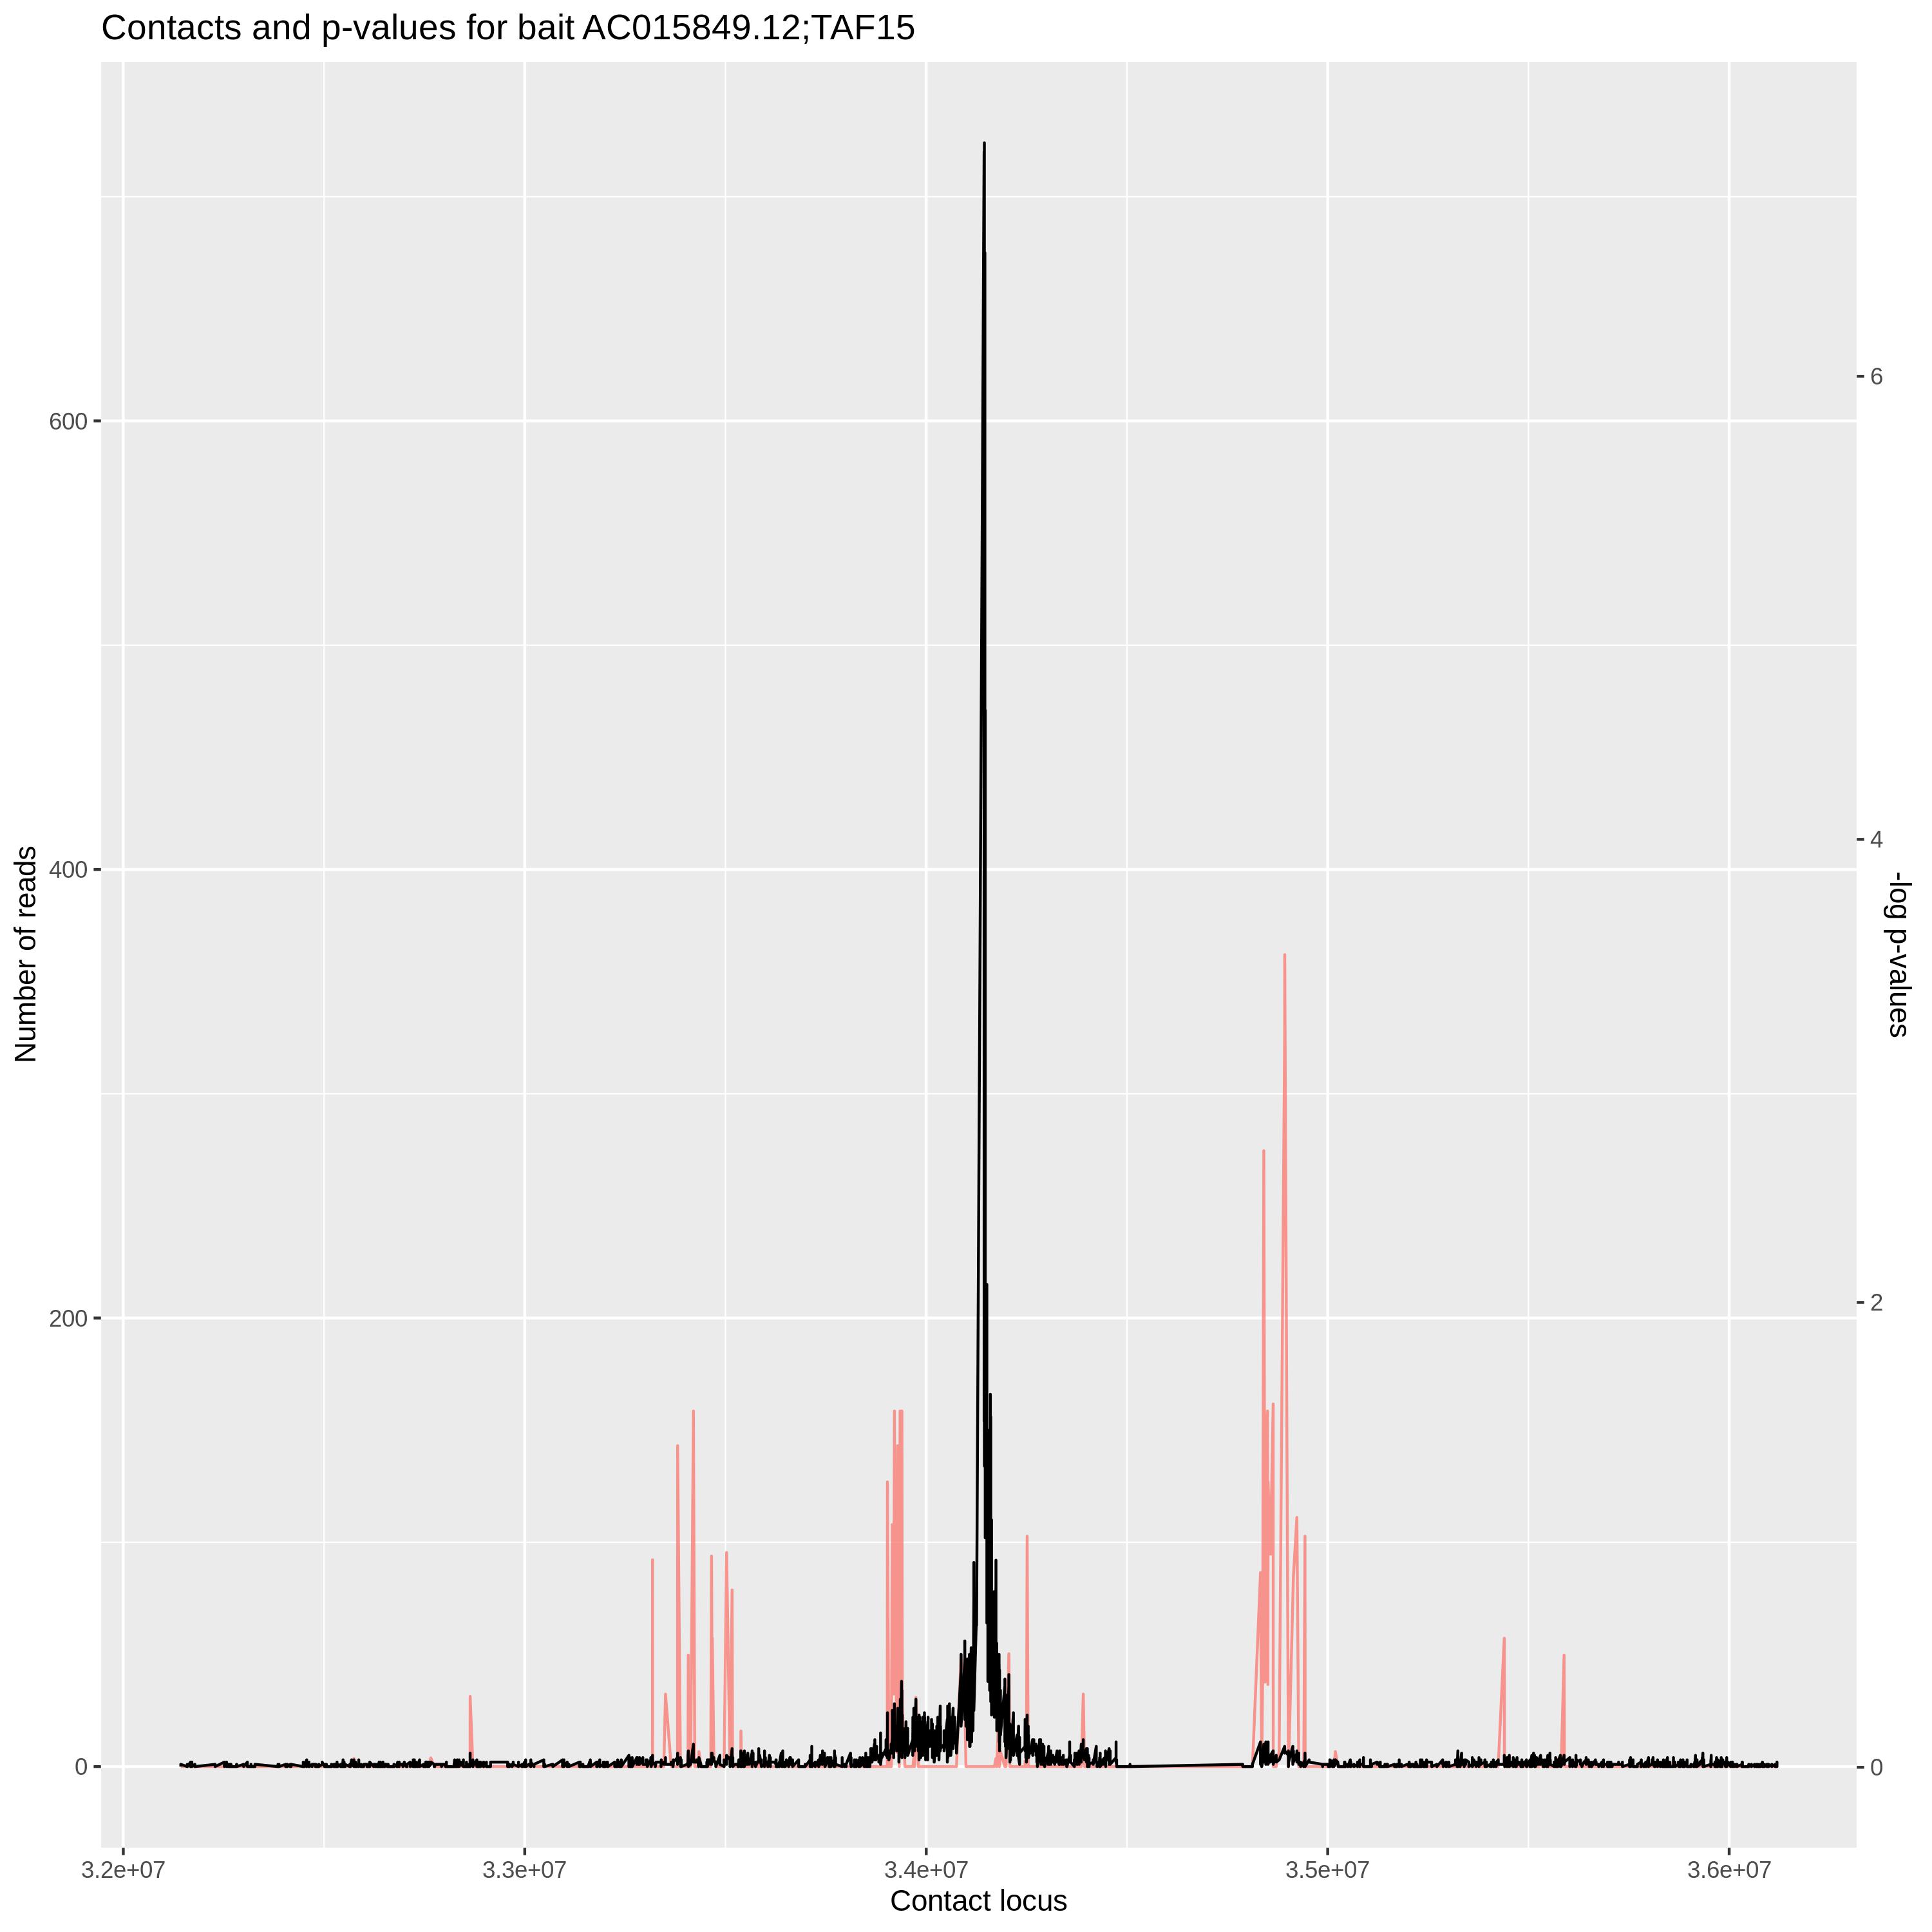 Contacts and p-values for bait AC015849.12;TAF15
600
400
200
0
6
4
2
0
Number of reads
-log p-values
3.2e+07
3.3e+07
3.4e+07
3.5e+07
3.6e+07
Contact locus